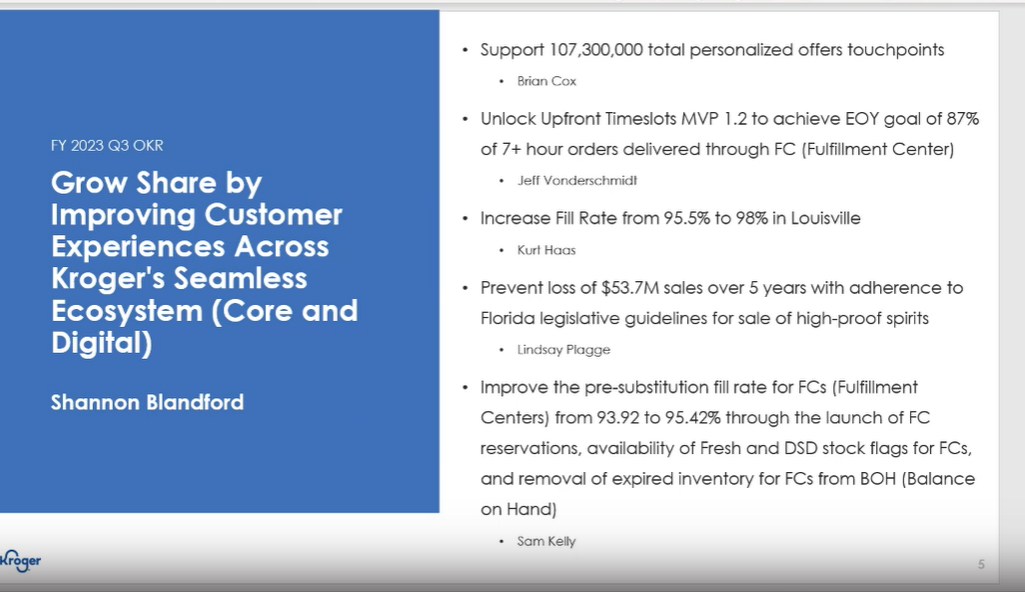 FY 2023 Q3 OKR
Grow Share by
Improving Customer
Experiences Across
Kroger's Seamless
Ecosystem (Core and
Digital)
Shannon Blandford
• Support 107,300,000 total personalized offers touchpoints
• Brian Cox
• Unlock Upfront Timeslots MVP 1.2 to achieve EOY goal of 87%
of 7+ hour orders delivered through FC (Fulfillment Center)
• Jeff Vonderschmidt
• Increase Fill Rate from 95.5% to 98% in Louisville
• Kurt Haas
• Prevent loss of $53.7M sales over 5 years with adherence to
Florida legislative guidelines for sale of high-proof spirits
• Lindsay Plagge
• Improve the pre-substitution fill rate for FCs (Fulfillment
Centers) from 93.92 to 95.42% through the launch of FC
reservations, availability of Fresh and DSD stock flags for FCs,
and removal of expired inventory for FCs from BOH (Balance
on Hand)
• Sam Kelly
Kroger
5